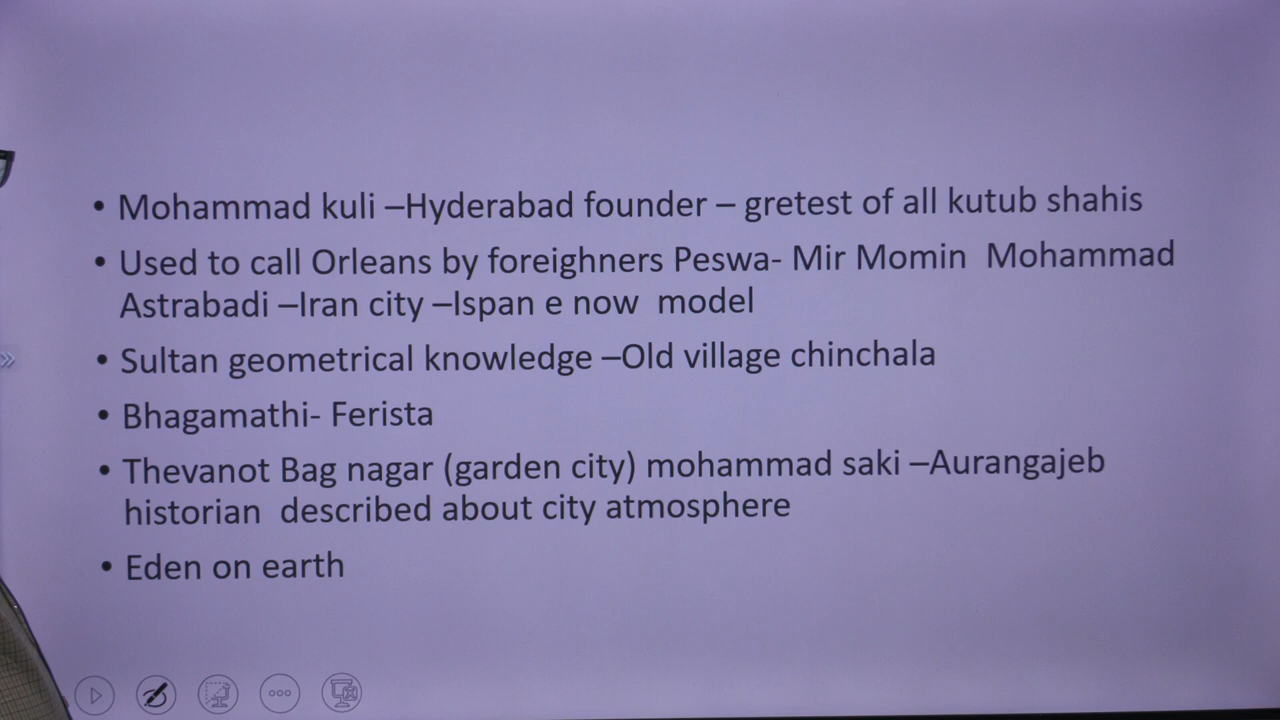 • Mohammad kuli –Hyderabad founder – gretest of all kutub shahis
• Used to call Orleans by foreighners Peswa- Mir Momin  Mohammad
Astrabadi –Iran city –Ispan e now  model
• Sultan geometrical knowledge –Old village chinchala
• Bhagamathi- Ferista
• Thevanot Bag nagar (garden city) mohammad saki –Aurangajeb
historian  described about city atmosphere
• Eden on earth